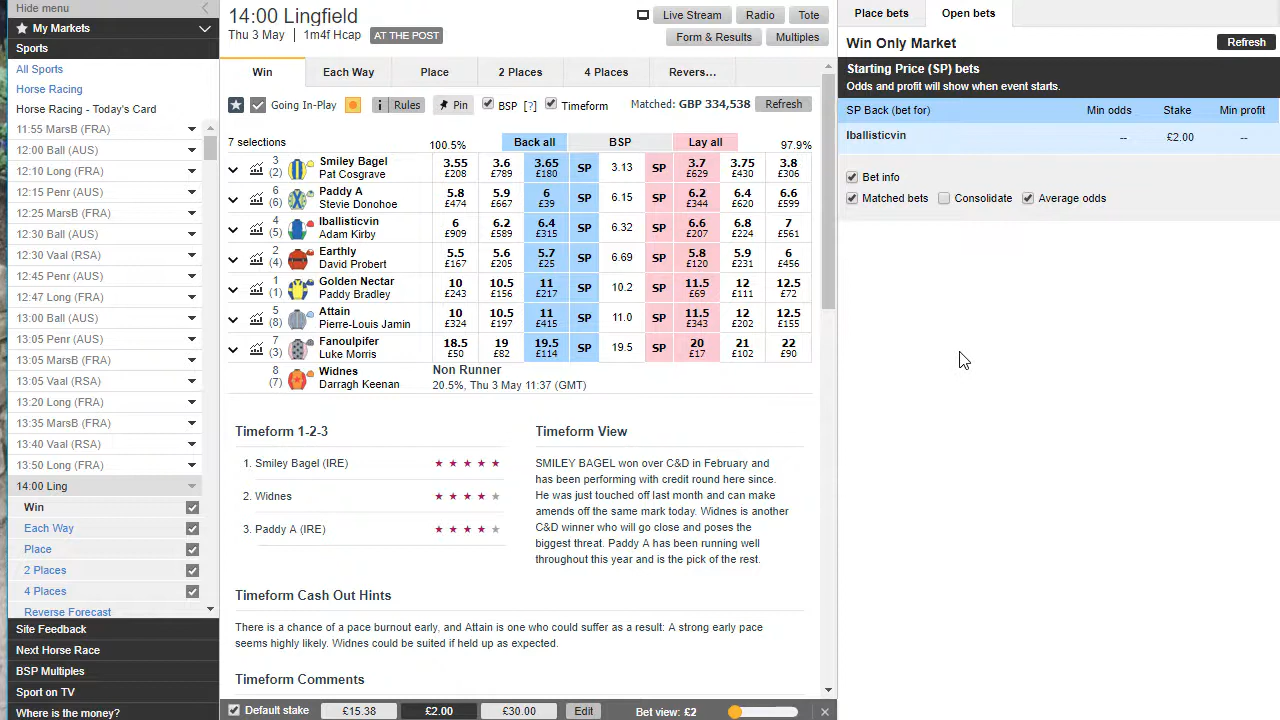 Hide menu
My Markets
Sports
All Sports
Horse Racing
Horse Racing - Today's Card
11:55 MarsB (FRA)
12:00 Ball (AUS)
12:10 Long (FRA)
12:15 Penr (AUS)
12:25 MarsB (FRA)
12:30 Ball (AUS)
12:30 Vaal (RSA)
12:45 Penr (AUS)
12:47 Long (FRA)
13:00 Ball (AUS)
13:05 Penr (AUS)
13:05 MarsB (FRA)
13:05 Vaal (RSA)
13:20 Long (FRA)
13:35 MarsB (FRA)
13:40 Vaal (RSA)
13:50 Long (FRA)
14:00 Ling
Win
Each Way
Place
2 Places
4 Places
Reverse Forecast
Site Feedback
Next Horse Race
BSP Multiples
Sport on TV
Where is the money?
14:00 Lingfield
Thu 3 May | 1m4f Hcap AT THE POST
Live Stream Radio Tote
Form & Results Multiples
Win Each Way Place 2 Places 4 Places Revers...
Going In-Play i Rules Pin BSP [?] Timeform Matched: GBP 334,538 Refresh
7 selections 100.5% Back all BSP Lay all 97.9%
3 Smiley Bagel 3.55 3.6 3.65 SP 3.13 SP 3.7 3.75 3.8
(2) Pat Cosgrave £208 £789 £180 £629 £430 £306
6 Paddy A 5.8 5.9 6 SP 6.15 SP 6.2 6.4 6.6
(6) Stevie Donohoe £474 £667 £39 £344 £620 £599
4 Iballisticvin 6 6.2 6.4 SP 6.32 SP 6.6 6.8 7
(5) Adam Kirby £909 £589 £315 £207 £224 £561
2 Earthly 5.5 5.6 5.7 SP 6.69 SP 5.8 5.9 6
(4) David Probert £167 £205 £25 £120 £231 £456
1 Golden Nectar 10 10.5 11 SP 10.2 SP 11.5 12 12.5
(1) Paddy Bradley £243 £156 £217 £69 £111 £72
5 Attain 10 10.5 11 SP 11.0 SP 11.5 12 12.5
(8) Pierre-Louis Jamin £324 £197 £415 £343 £202 £155
7 Fanoulpifer 18.5 19 19.5 SP 19.5 SP 20 21 22
(3) Luke Morris £50 £82 £114 £17 £102 £90
8 Widnes Non Runner
(7) Darragh Keenan 20.5%, Thu 3 May 11:37 (GMT)
Timeform 1-2-3
1. Smiley Bagel (IRE)
2. Widnes
3. Paddy A (IRE)
Timeform View
SMILEY BAGEL won over C&D in February and
has been performing with credit round here since.
He was just touched off last month and can make
amends off the same mark today. Widnes is another
C&D winner who will go close and poses the
biggest threat. Paddy A has been running well
throughout this year and is the pick of the rest.
Timeform Cash Out Hints
There is a chance of a pace burnout early, and Attain is one who could suffer as a result: A strong early pace
seems highly likely. Widnes could be suited if held up as expected.
Timeform Comments
Default stake £15.38 £2.00 £30.00 Edit Bet view: £2
Place bets Open bets
Win Only Market Refresh
Starting Price (SP) bets
Odds and profit will show when event starts.
SP Back (bet for) Min odds Stake Min profit
Iballisticvin -- £2.00 --
Bet info
Matched bets Consolidate Average odds